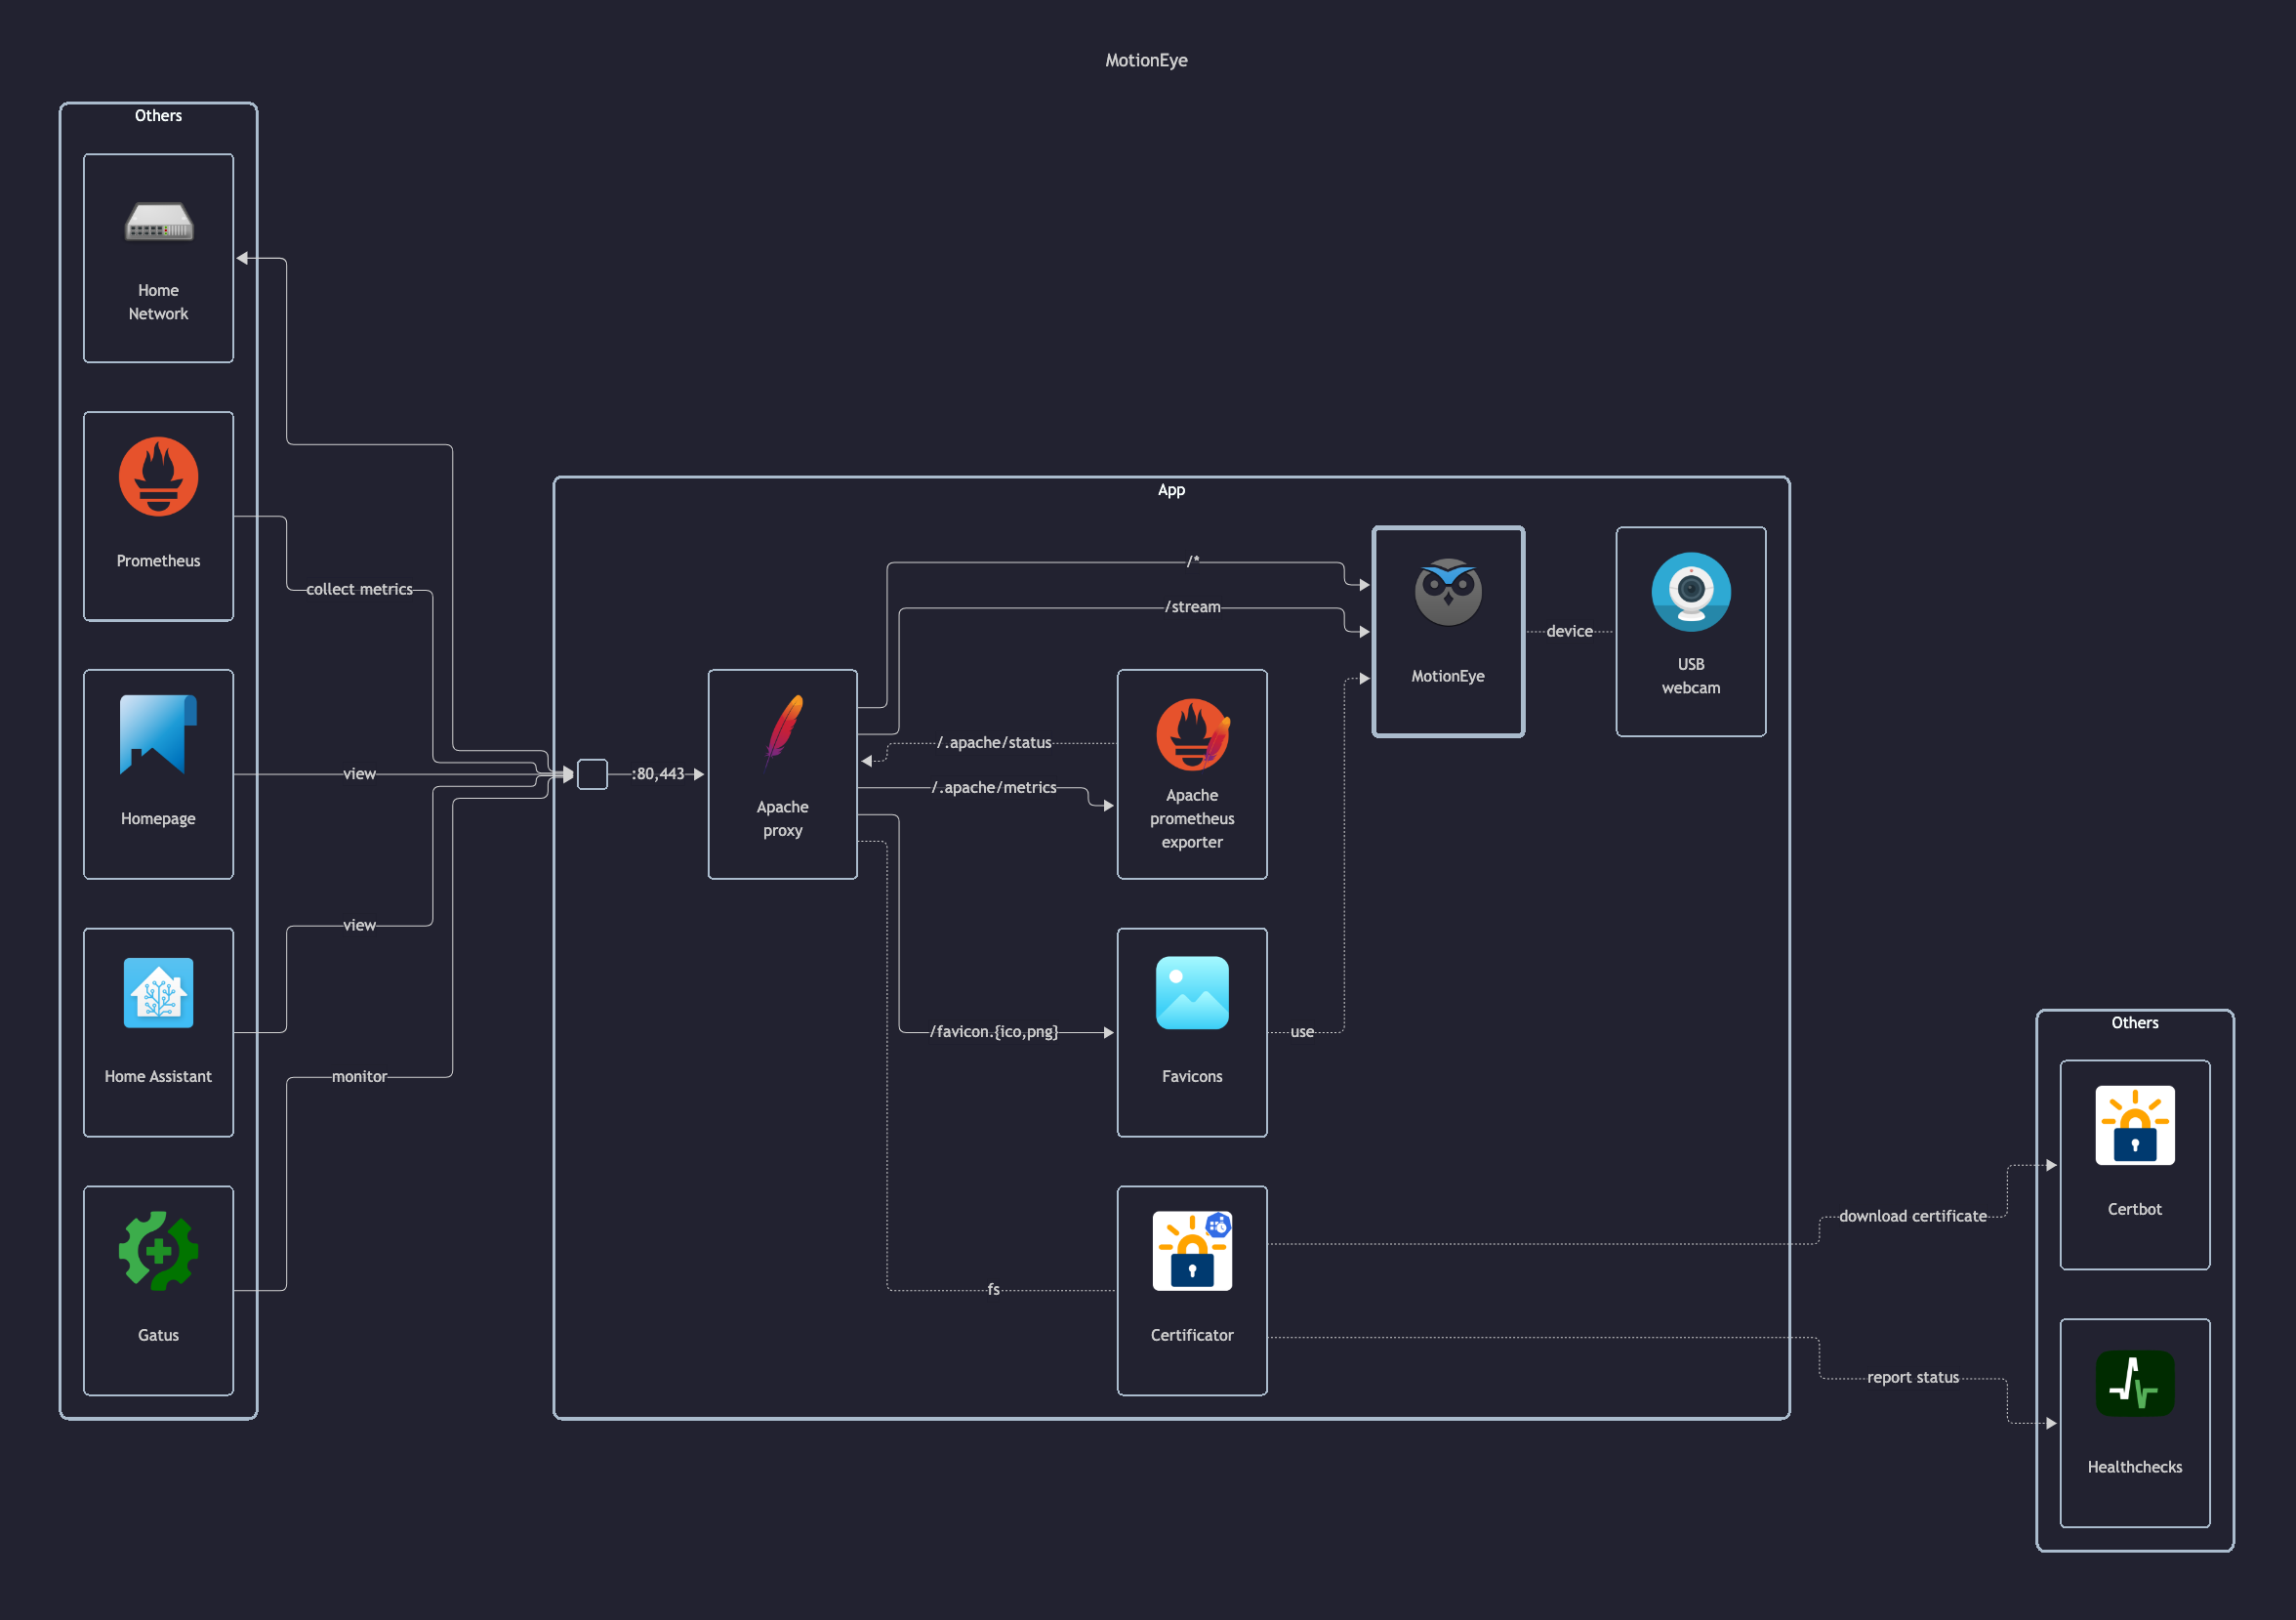 MotionEye
Others
Home
Network
Prometheus
collect metrics
Homepage
view
Home Assistant
view
Gatus
monitor
App
:80,443
Apache
proxy
/*
/stream
/.apache/status
/.apache/metrics
/favicon.{ico,png}
fs
Apache
prometheus
exporter
Favicons
use
Certificator
MotionEye
device
USB
webcam
download certificate
report status
Others
Certbot
Healthchecks